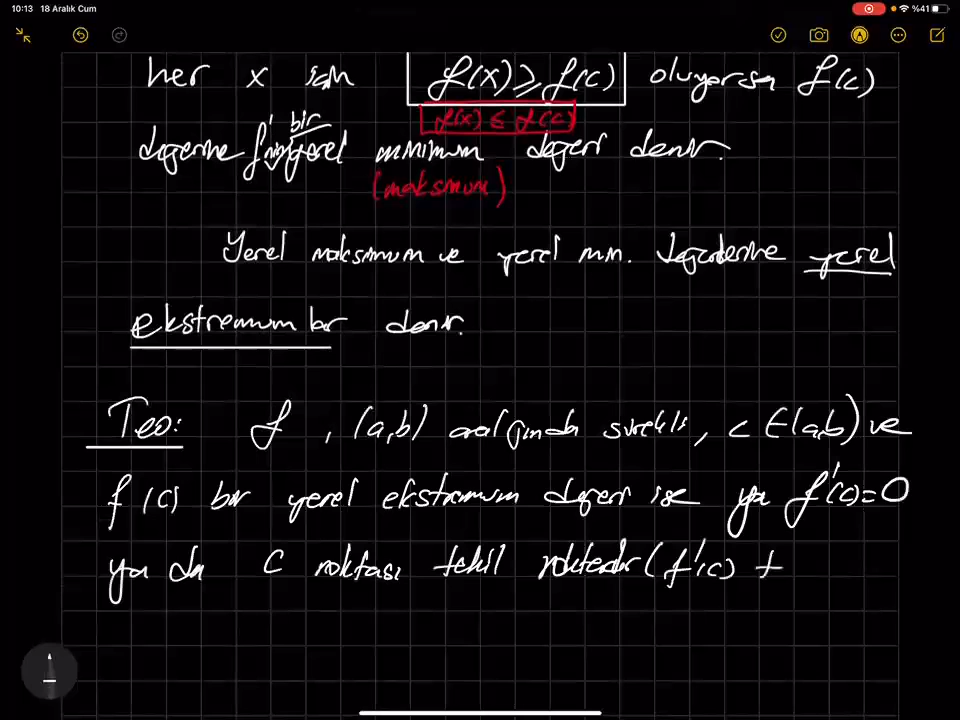 10:13 18 Aralık Cum %41
her x için f(x) ≥ f(c) oluyorsa f(c)
f(x) ≤ f(c)
bir
değerine f'nin yerel minimum değeri denir.
(maksimum)
Yerel maksimum ve yerel min. değerlerine yerel
ekstremum bir denir.
Teo: f, (a,b) aralığında sürekli, c ∈ (a,b) ve
f(c) bir yerel ekstremum değeri ise ya f'(c)=0
ya da c noktası tekil noktadır (f'(c) +